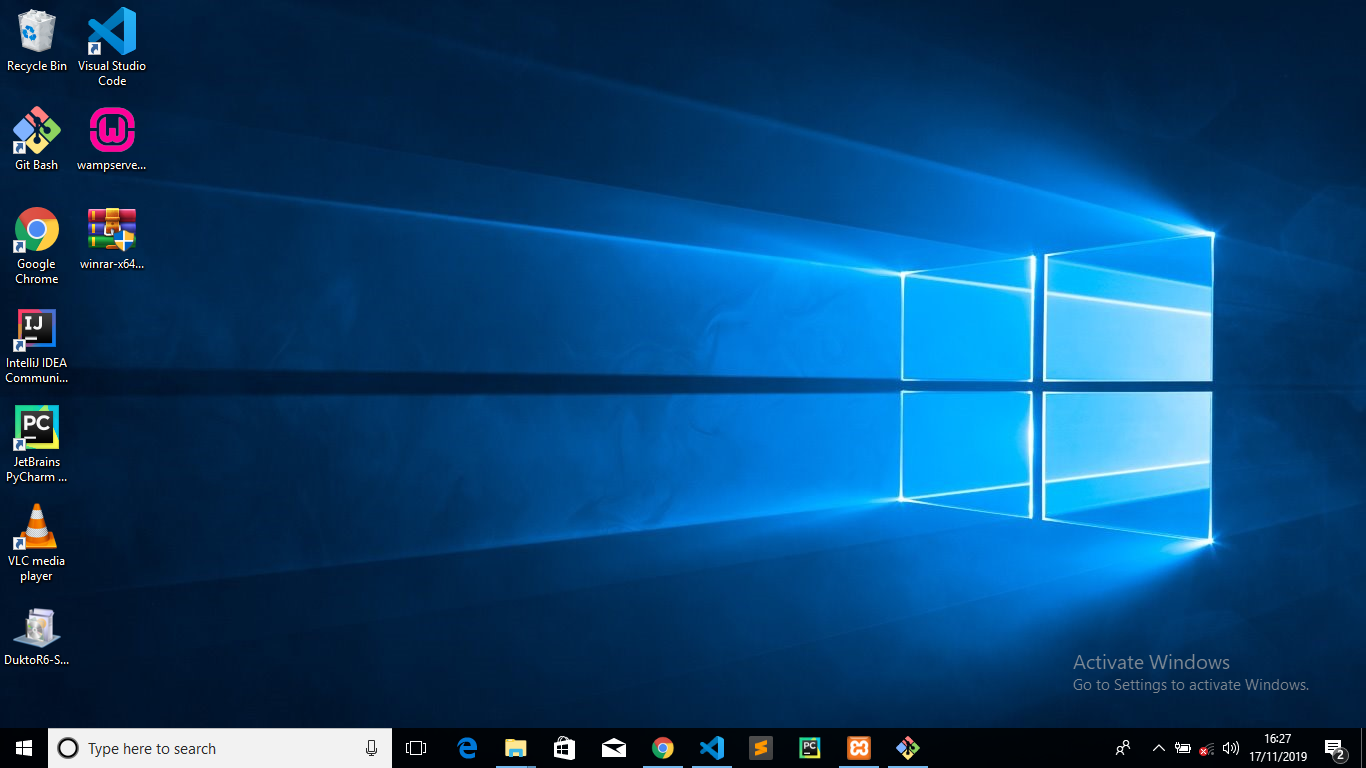 Recycle Bin
Visual Studio
Code
Git Bash
wampserve...
Google
Chrome
winrar-x64...
IJ
IntelliJ IDEA
Communi...
PC
JetBrains
PyCharm ...
VLC media
player
DuktoR6-S...
Activate Windows
Go to Settings to activate Windows.
Type here to search
PC
16:27
17/11/2019
2